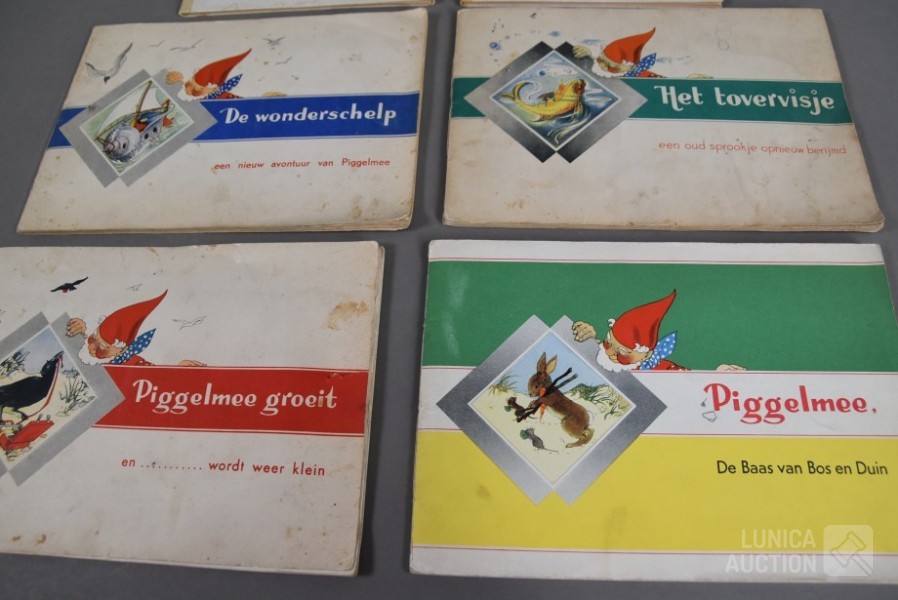 De wonderschelp
een nieuw avontuur van Piggelmee
Het tovervisje
een oud sprookje opnieuw berijmd
Piggelmee groeit
en ............ wordt weer klein
Piggelmee,
De Baas van Bos en Duin
LUNICA
AUCTION